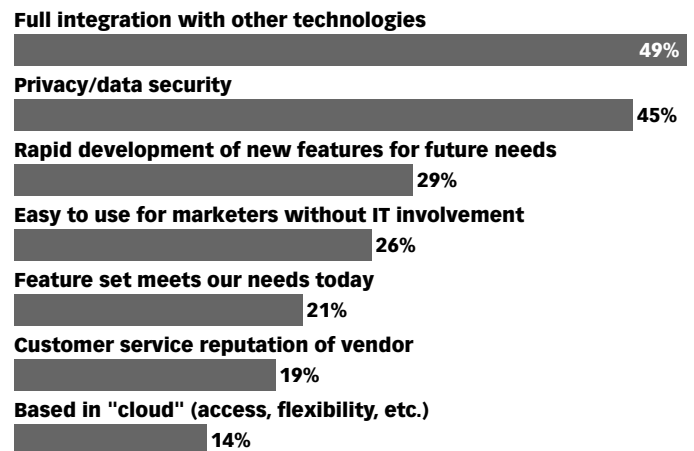 Full integration with other technologies
49%
Privacy/data security
45%
Rapid development of new features for future needs
29%
Easy to use for marketers without IT involvement
26%
Feature set meets our needs today
21%
Customer service reputation of vendor
19%
Based in "cloud" (access, flexibility, etc.)
14%